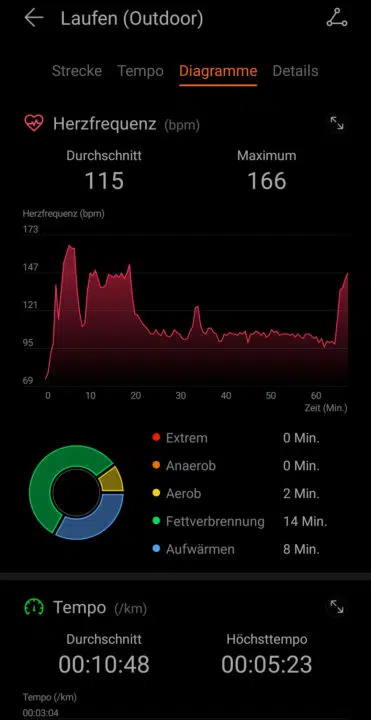 Laufen (Outdoor)
Strecke Tempo Diagramme Details
Herzfrequenz (bpm)
Durchschnitt Maximum
115 166
Herzfrequenz (bpm)
173
147
121
95
69
0 10 20 30 40 50 60
Zeit (Min.)
Extrem 0 Min.
Anaerob 0 Min.
Aerob 2 Min.
Fettverbrennung 14 Min.
Aufwärmen 8 Min.
Tempo (/km)
Durchschnitt Höchsttempo
00:10:48 00:05:23
Tempo (/km)
00:03:04